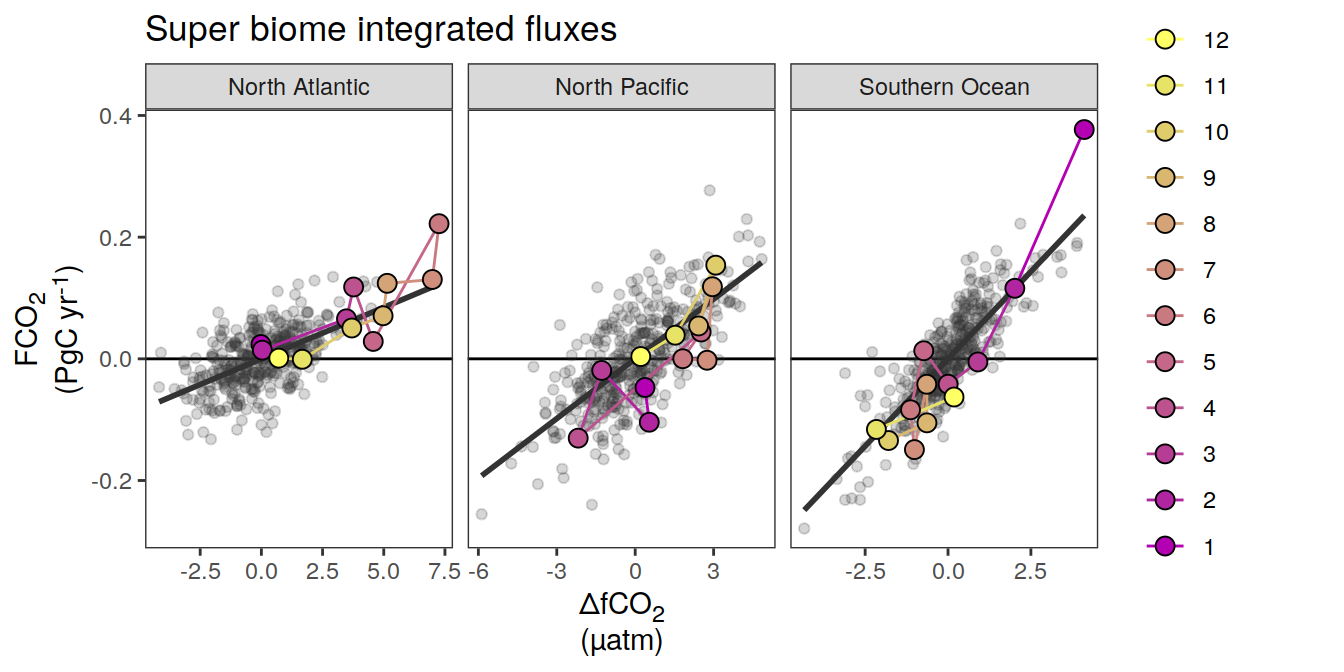 Super biome integrated fluxes
North Atlantic
North Pacific
Southern Ocean
0.4
0.2
0.0
-0.2
FCO₂
(PgC yr⁻¹)
-2.5 0.0 2.5 5.0 7.5
-6 -3 0 3
-2.5 0.0 2.5
ΔfCO₂
(µatm)
12
11
10
9
8
7
6
5
4
3
2
1